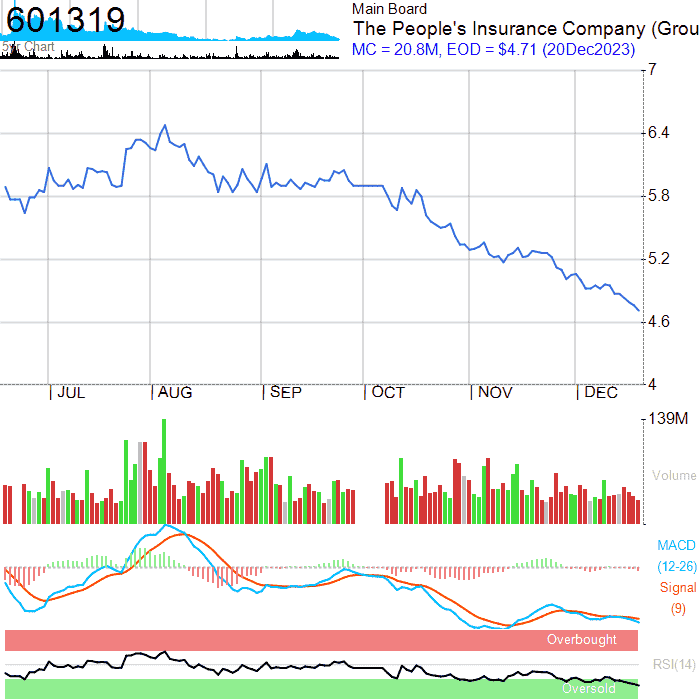 601319
5yr Chart
Main Board
The People's Insurance Company (Grou
MC = 20.8M, EOD = $4.71 (20Dec2023)
7
6.4
5.8
5.2
4.6
4
|JUL |AUG |SEP |OCT |NOV |DEC
139M
Volume
MACD
(12-26)
Signal
(9)
Overbought
RSI(14)
Oversold